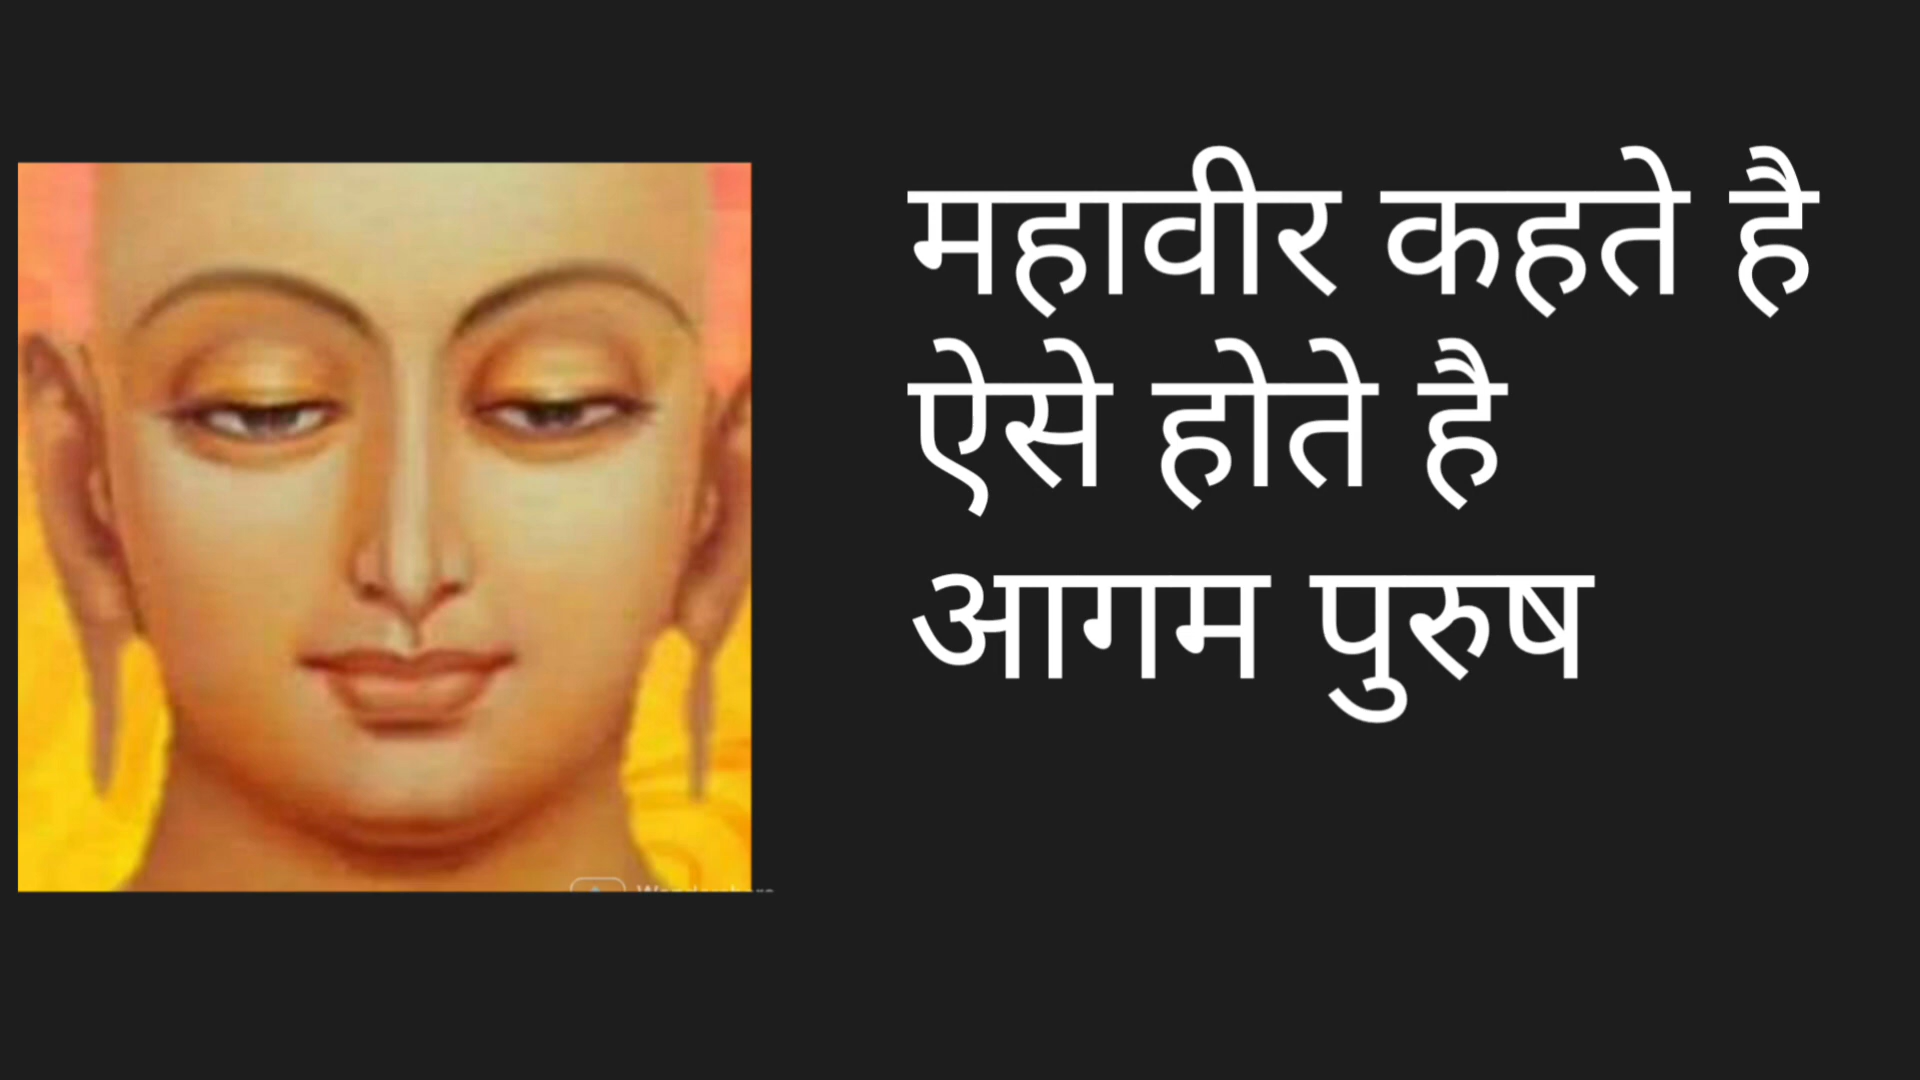 महावीर कहते है
ऐसे होते है
आगम पुरुष